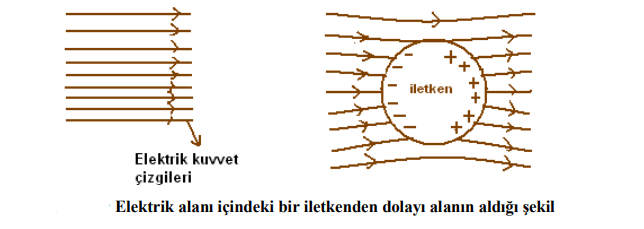 iletken
Elektrik kuvvet
çizgileri
Elektrik alanı içindeki bir iletkenden dolayı alanın aldığı şekil